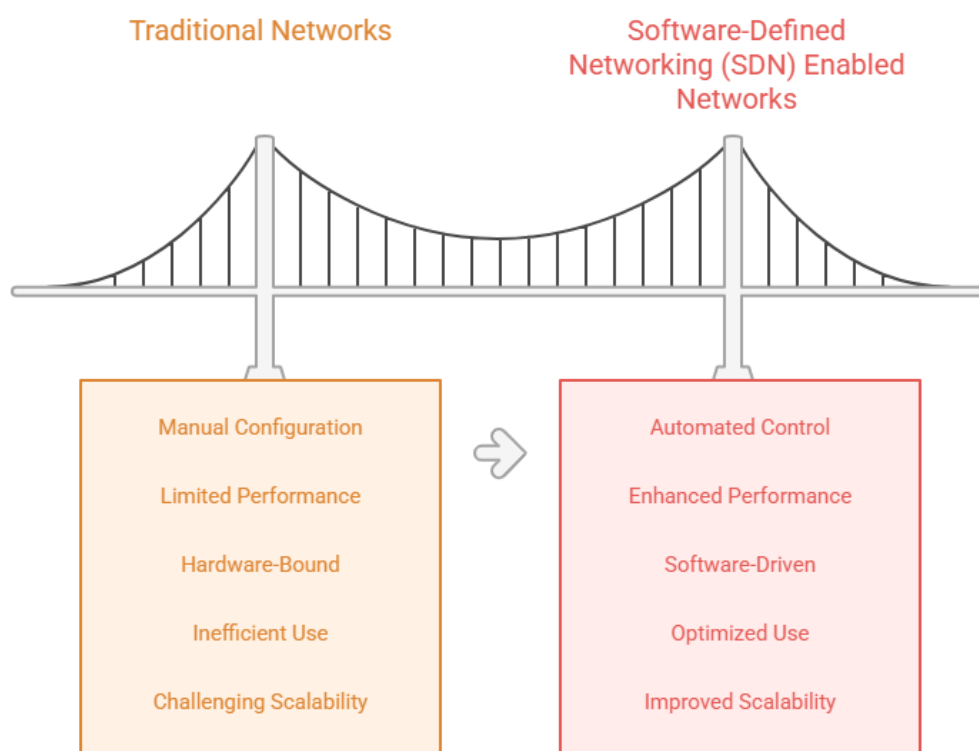 Traditional Networks
Software-Defined
Networking (SDN) Enabled
Networks
Manual Configuration
Limited Performance
Hardware-Bound
Inefficient Use
Challenging Scalability
Automated Control
Enhanced Performance
Software-Driven
Optimized Use
Improved Scalability